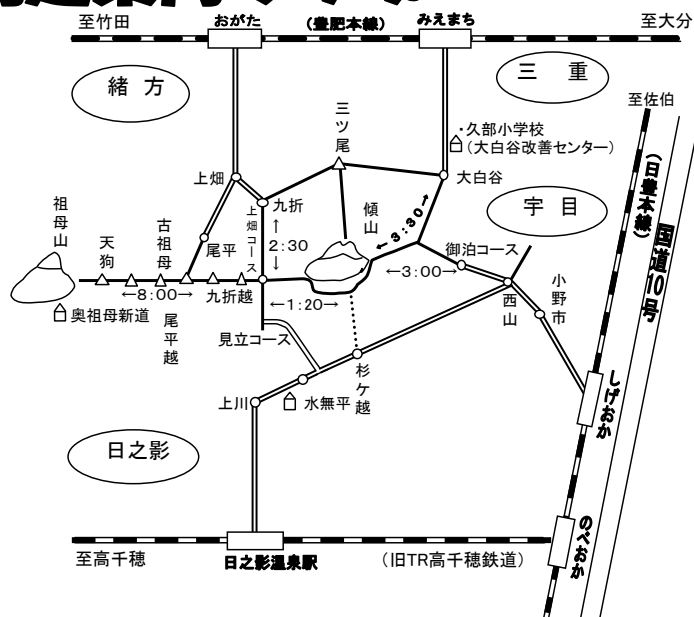 至竹田
おがた
(豊肥本線)
みえまち
至大分
緒方
三重
至佐伯
三ツ尾
・久部小学校
(大白谷改善センター)
(日豊本線)
国道10号
上畑
九折
大白谷
宇目
祖母山
天狗
古祖母
尾平
上畑コース
←2:30→
傾山
←3:30→
御泊コース
←3:00→
小野市
←8:00→
九折越
奥祖母新道
尾平越
←1:20→
西山
見立コース
杉ケ越
上川
水無平
しげおか
日之影
のべおか
至高千穂
日之影温泉駅
(旧TR高千穂鉄道)